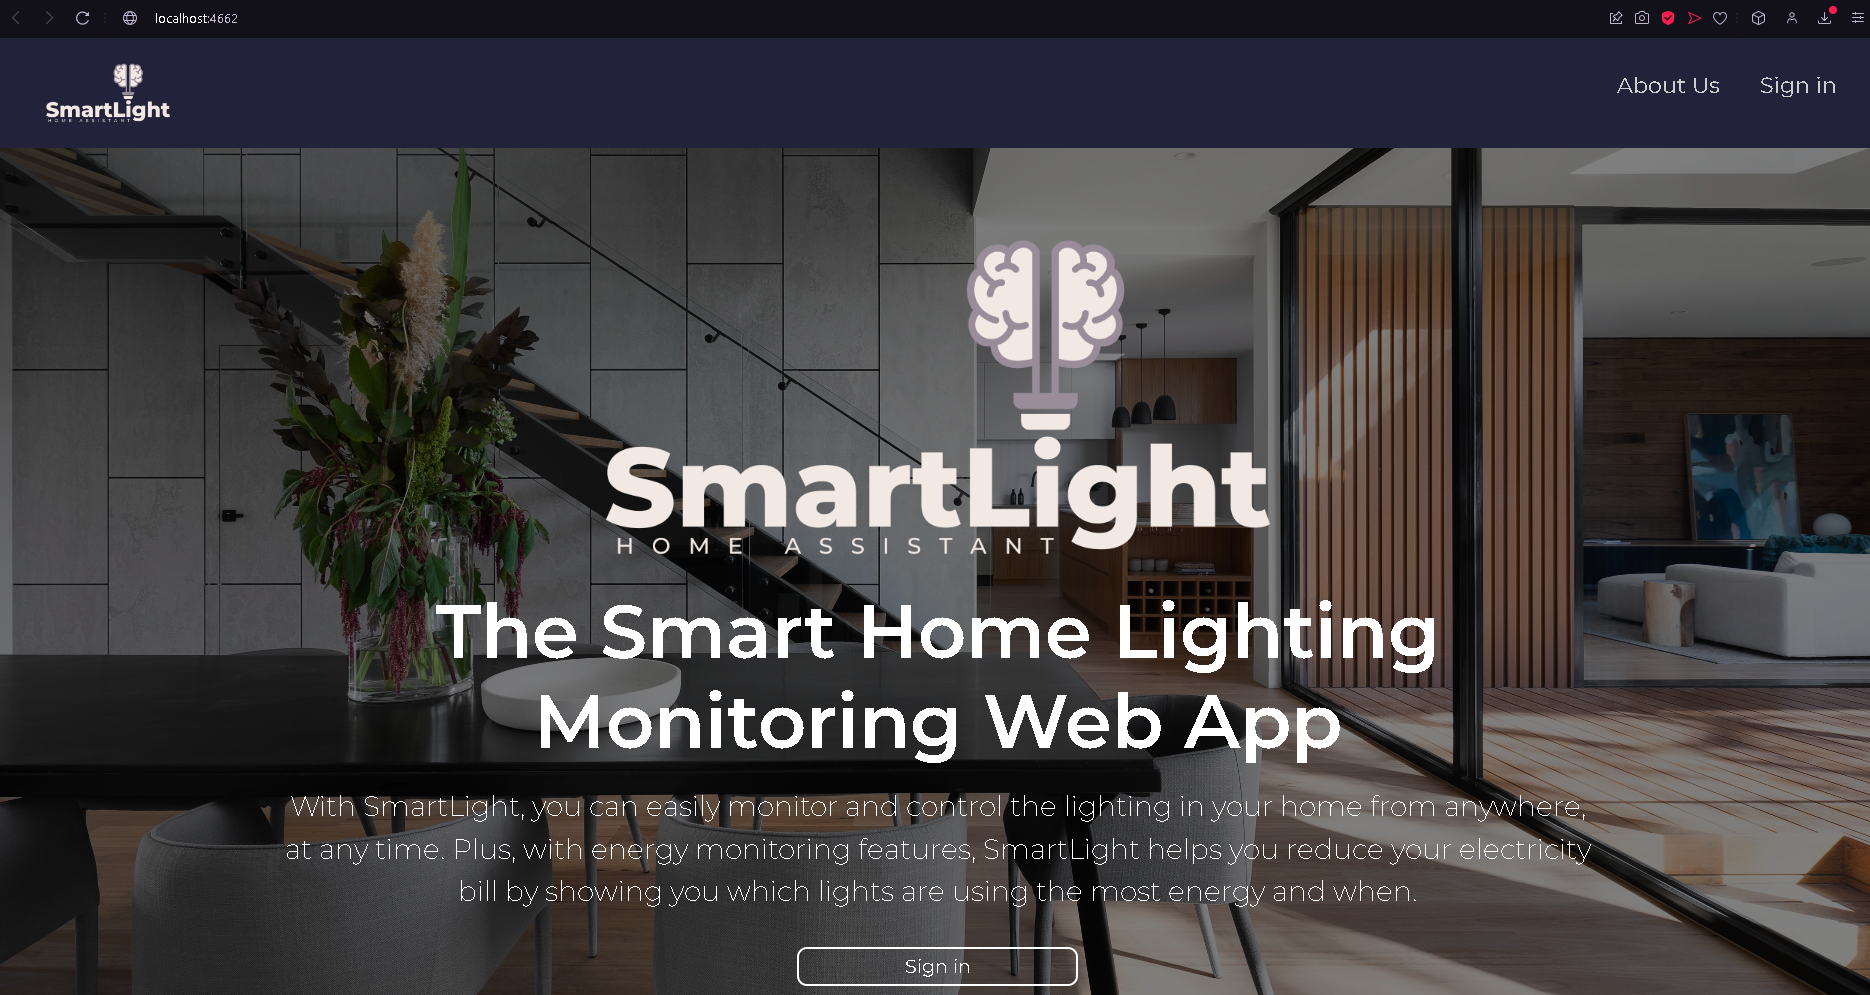 localhost:4662
SmartLight
HOME ASSISTANT
About Us
Sign in
SmartLight
HOME ASSISTANT
The Smart Home Lighting
Monitoring Web App
With SmartLight, you can easily monitor and control the lighting in your home from anywhere,
at any time. Plus, with energy monitoring features, SmartLight helps you reduce your electricity
bill by showing you which lights are using the most energy and when.
Sign in